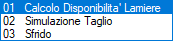 01 Calcolo Disponibilita' Lamiere
02 Simulazione Taglio
03 Sfrido